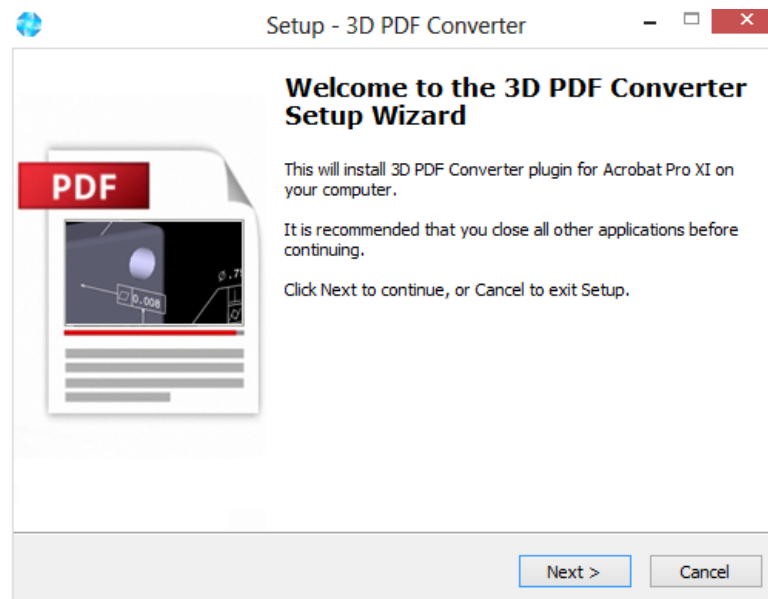 Setup - 3D PDF Converter
Welcome to the 3D PDF Converter
Setup Wizard
PDF
This will install 3D PDF Converter plugin for Acrobat Pro XI on
your computer.
It is recommended that you close all other applications before
continuing.
Click Next to continue, or Cancel to exit Setup.
0.008
Next >
Cancel